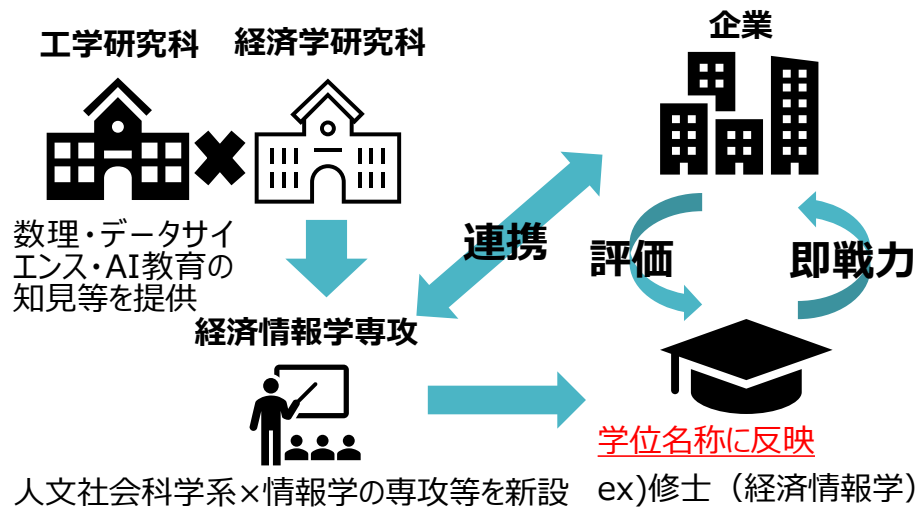 工学研究科
経済学研究科
企業
数理・データサイ
エンス・AI教育の
知見等を提供
連携
評価
即戦力
経済情報学専攻
人文社会科学系×情報学の専攻等を新設
学位名称に反映
ex)修士（経済情報学）